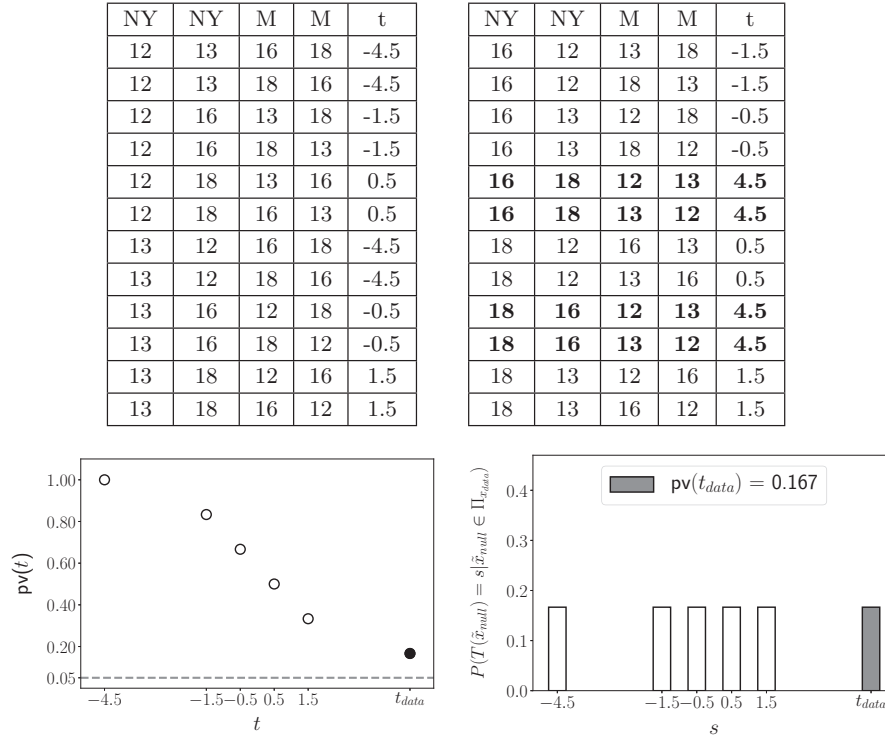 NY NY M M t
12 13 16 18 -4.5
12 13 18 16 -4.5
12 16 13 18 -1.5
12 16 18 13 -1.5
12 18 13 16 0.5
12 18 16 13 0.5
13 12 16 18 -4.5
13 12 18 16 -4.5
13 16 12 18 -0.5
13 16 18 12 -0.5
13 18 12 16 1.5
13 18 16 12 1.5
NY NY M M t
16 12 13 18 -1.5
16 12 18 13 -1.5
16 13 12 18 -0.5
16 13 18 12 -0.5
16 18 12 13 4.5
16 18 13 12 4.5
18 12 16 13 0.5
18 12 13 16 0.5
18 16 12 13 4.5
18 16 13 12 4.5
18 13 12 16 1.5
18 13 16 12 1.5
pv(t)
1.00
0.80
0.60
0.40
0.20
0.05
−4.5 −1.5 −0.5 0.5 1.5 t_data
t
P(T(x̃_null) = s|x̃_null ∈ Π_{x_data})
0.4
0.3
0.2
0.1
0.0
pv(t_data) = 0.167
−4.5 −1.5 −0.5 0.5 1.5 t_data
s